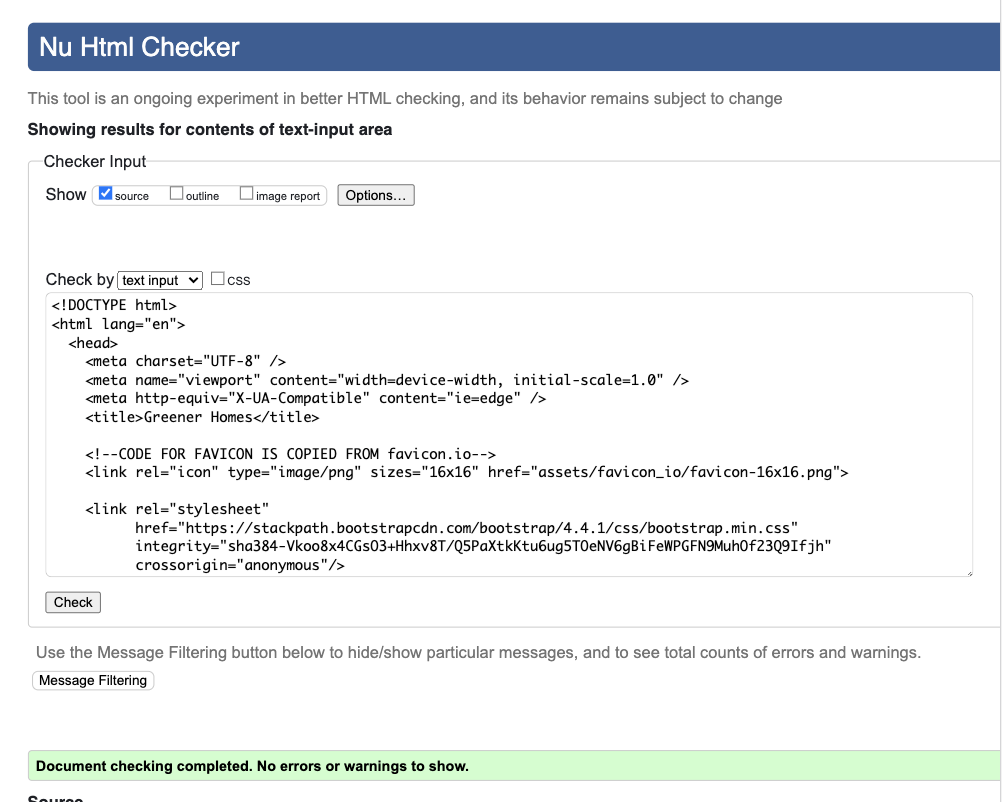 Nu Html Checker
This tool is an ongoing experiment in better HTML checking, and its behavior remains subject to change
Showing results for contents of text-input area
Checker Input
Show source outline image report Options...
Check by text input CSS
<!DOCTYPE html>
<html lang="en">
<head>
<meta charset="UTF-8" />
<meta name="viewport" content="width=device-width, initial-scale=1.0" />
<meta http-equiv="X-UA-Compatible" content="ie=edge" />
<title>Greener Homes</title>
<!--CODE FOR FAVICON IS COPIED FROM favicon.io-->
<link rel="icon" type="image/png" sizes="16x16" href="assets/favicon_io/favicon-16x16.png">
<link rel="stylesheet"
href="https://stackpath.bootstrapcdn.com/bootstrap/4.4.1/css/bootstrap.min.css"
integrity="sha384-Vkoo8x4CGsO3+Hhxv8T/Q5PaXtkKtu6ug5TOeNV6gBiFeWPGFN9MuhOf23Q9Ifjh"
crossorigin="anonymous"/>
Check
Use the Message Filtering button below to hide/show particular messages, and to see total counts of errors and warnings.
Message Filtering
Document checking completed. No errors or warnings to show.
Source